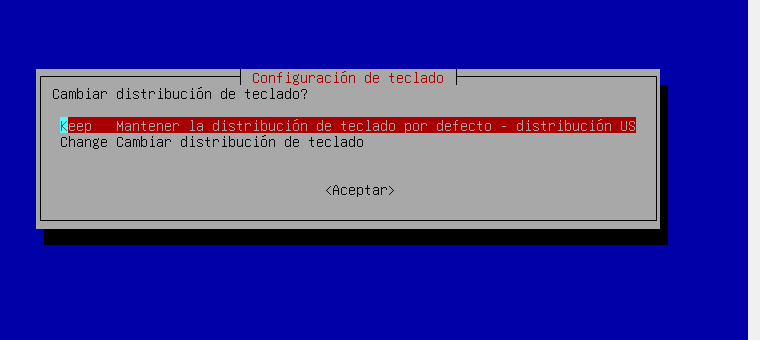 Configuración de teclado
Cambiar distribución de teclado?
Keep Mantener la distribución de teclado por defecto - distribución US
Change Cambiar distribución de teclado
<Aceptar>